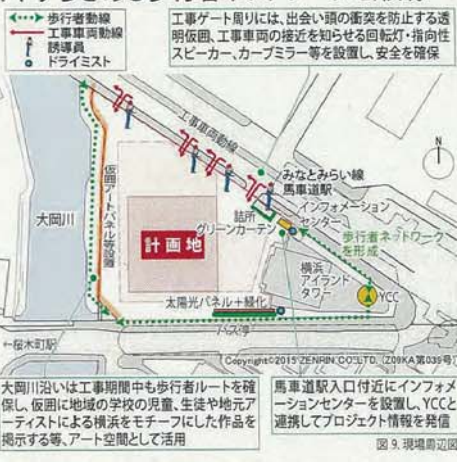 歩行者動線
工事車両動線
誘導員
ドライミスト
工事ゲート周りには、出会い頭の衝突を防止する透
明仮囲、工事車両の接近を知らせる回転灯・指向性
スピーカー、カーブミラー等を設置し、安全を確保
工事車両動線
N
みなとみらい線
馬車道駅
インフォメーション
センター
詰所
グリーンカーテン
歩行者ネットワーク
を形成
大岡川
仮囲アートパネル等設置
計画地
横浜
アイランド
タワー
YCC
太陽光パネル+緑化
バス亭
←桜木町駅
Copyright©2015 ZENRIN CO.,LTD. (Z09KA第039号)
大岡川沿いは工事期間中も歩行者ルートを確
保し、仮囲に地域の学校の児童、生徒や地元ア
ーティストによる横浜をモチーフにした作品を
掲示する等、アート空間として活用
馬車道駅入口付近にインフォメ
ーションセンターを設置し、YCCと
連携してプロジェクト情報を発信
図9. 現場周辺図